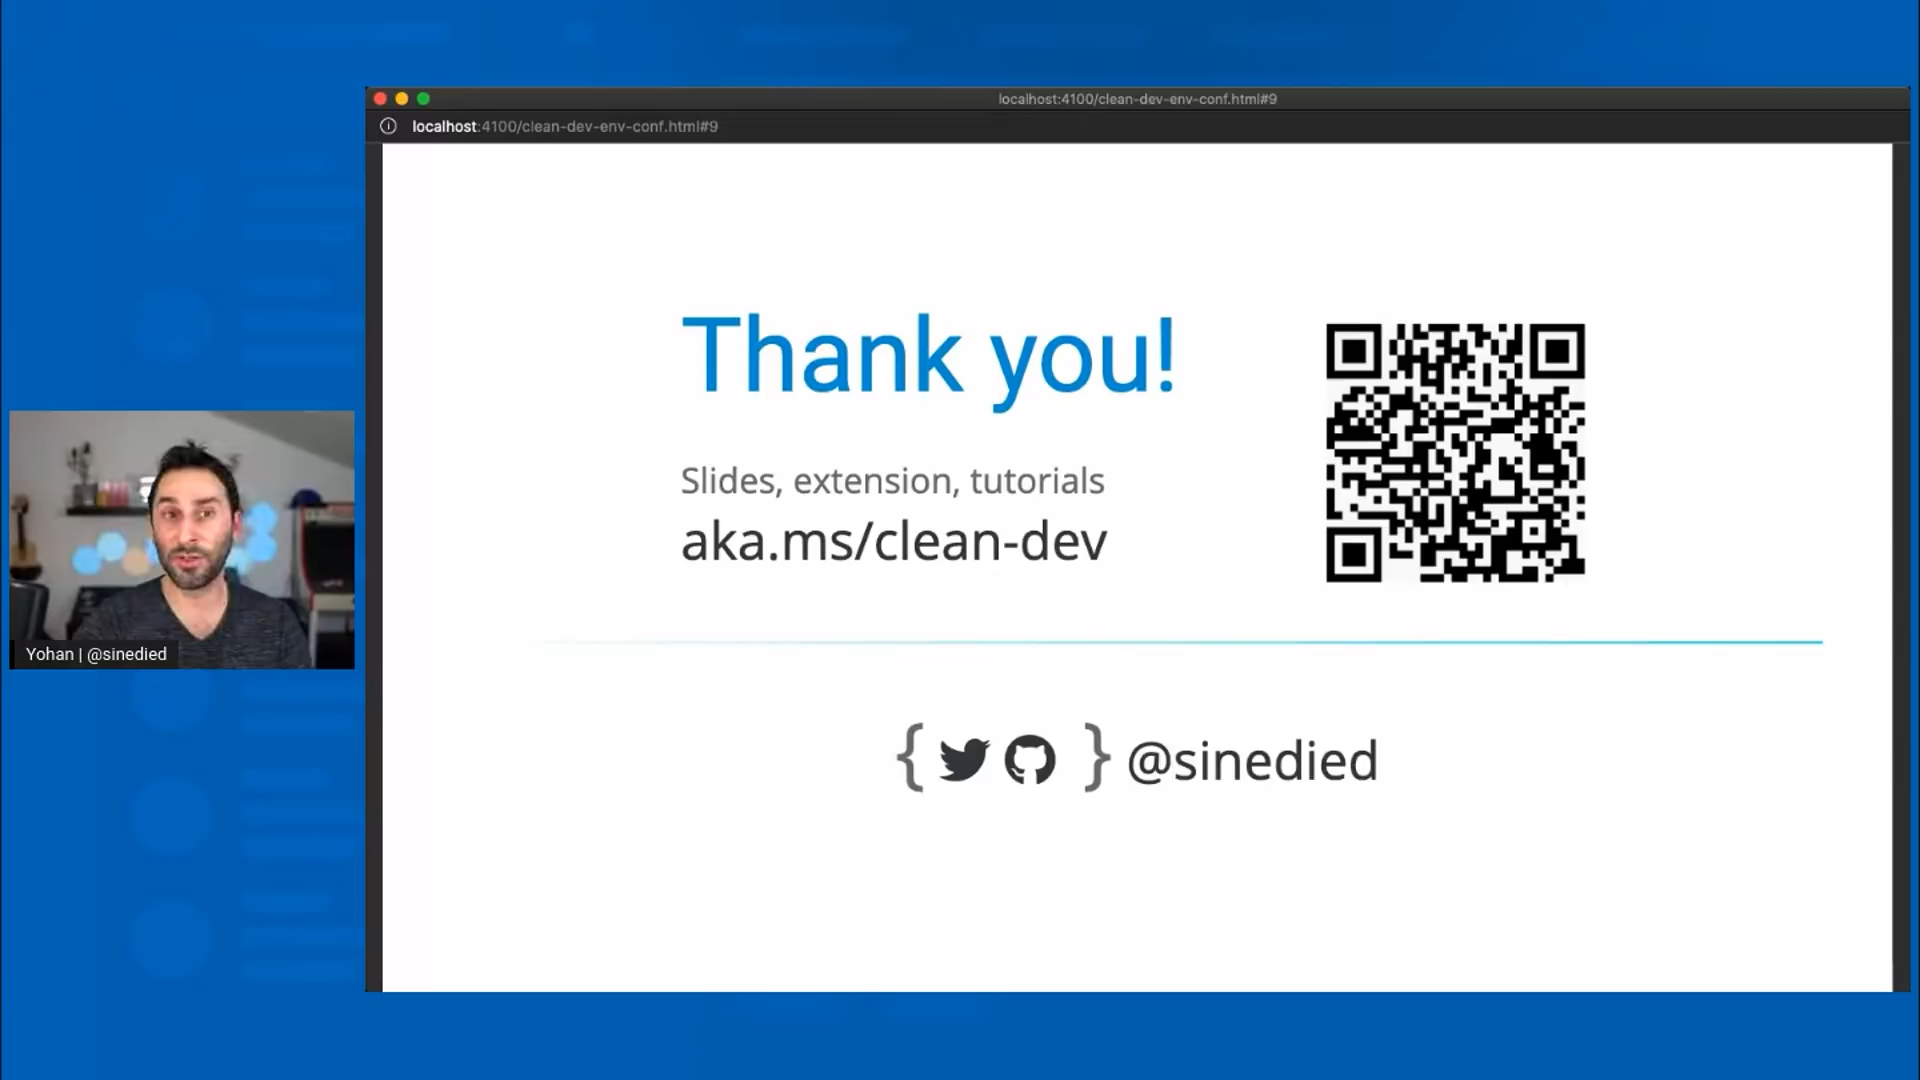 localhost:4100/clean-dev-env-conf.html#9
localhost:4100/clean-dev-env-conf.html#9
Thank you!
Slides, extension, tutorials
aka.ms/clean-dev
{ } @sinedied
Yohan | @sinedied